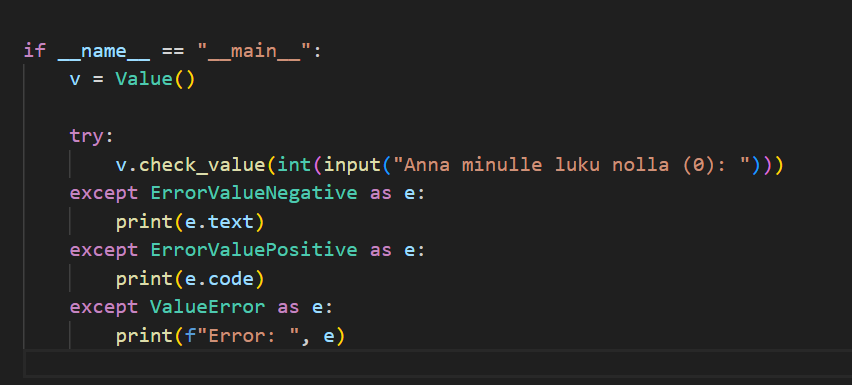 if __name__ == "__main__":
    v = Value()
    try:
        v.check_value(int(input("Anna minulle luku nolla (0): ")))
    except ErrorValueNegative as e:
        print(e.text)
    except ErrorValuePositive as e:
        print(e.code)
    except ValueError as e:
        print(f"Error: ", e)